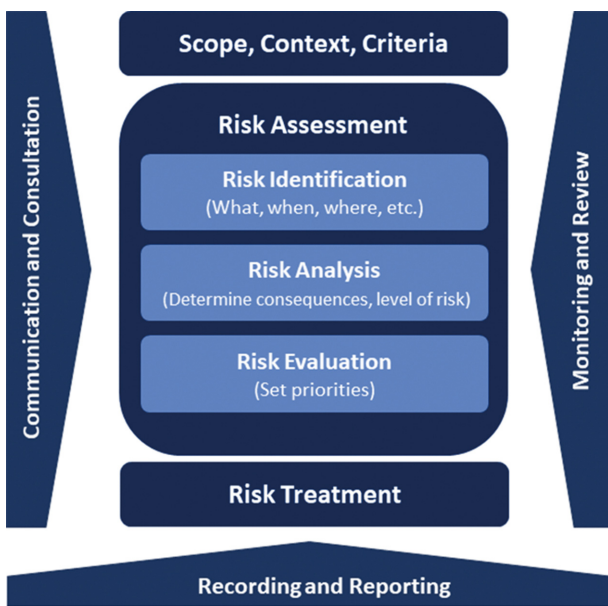 Scope, Context, Criteria
Communication and Consultation
Risk Assessment
Risk Identification
(What, when, where, etc.)
Risk Analysis
(Determine consequences, level of risk)
Risk Evaluation
(Set priorities)
Monitoring and Review
Risk Treatment
Recording and Reporting